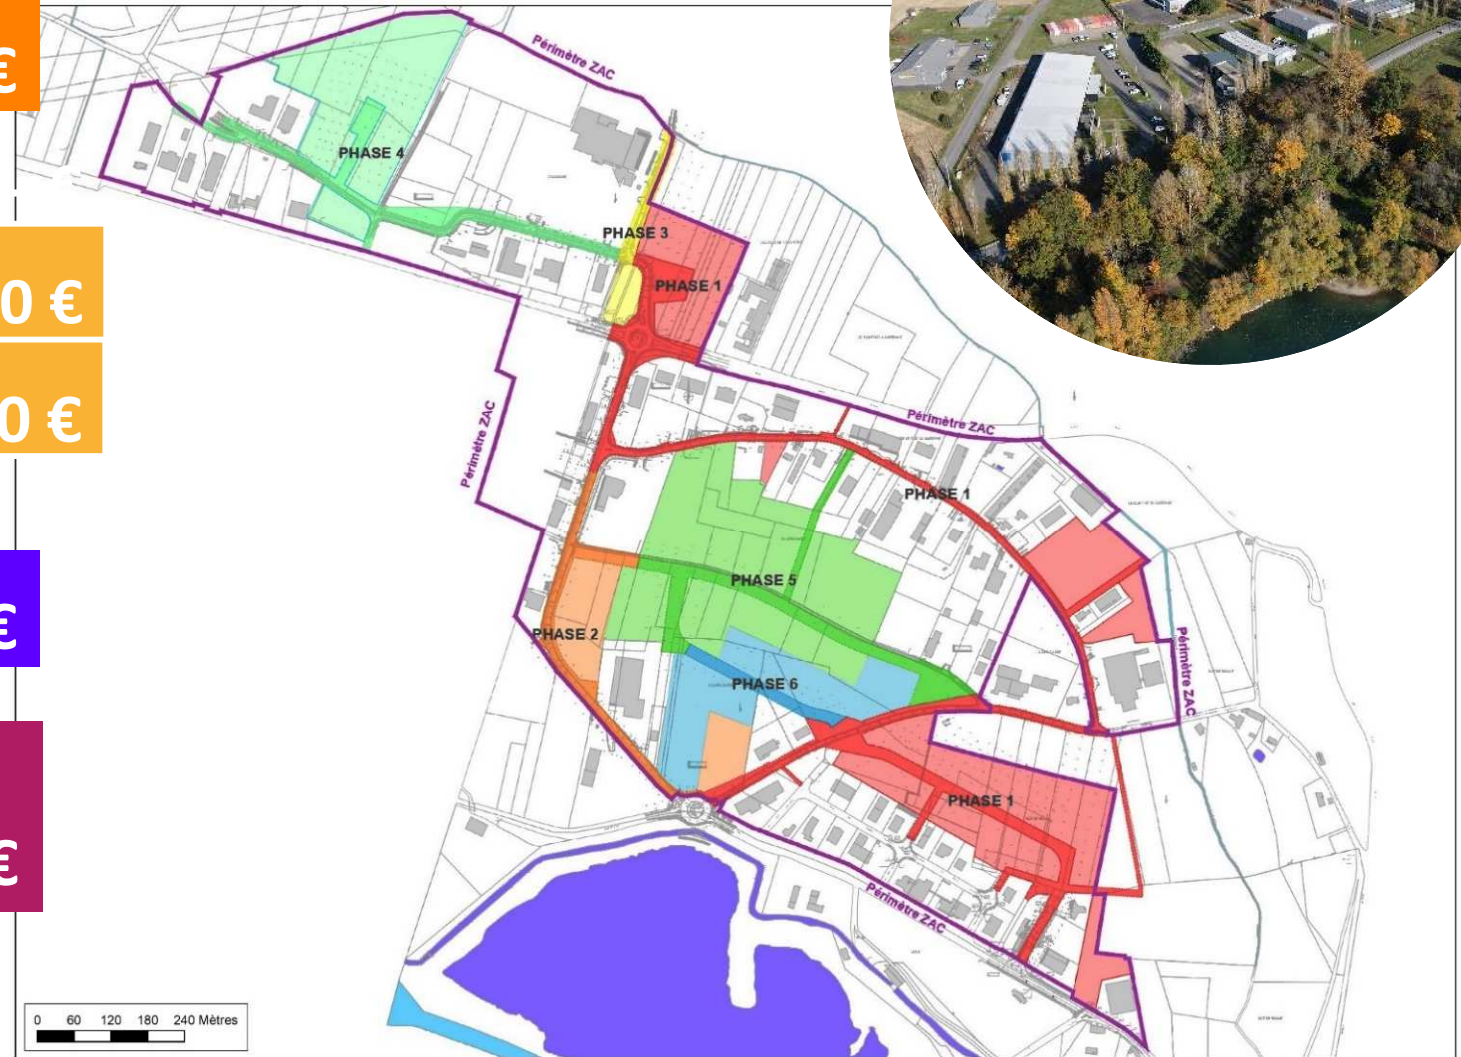 €
0 €
0 €
€
€
Périmètre ZAC
PHASE 4
PHASE 3
PHASE 1
Périmètre ZAC
Périmètre ZAC
PHASE 1
PHASE 5
PHASE 2
Périmètre ZAC
PHASE 6
PHASE 1
Périmètre ZAC
0 60 120 180 240 Mètres